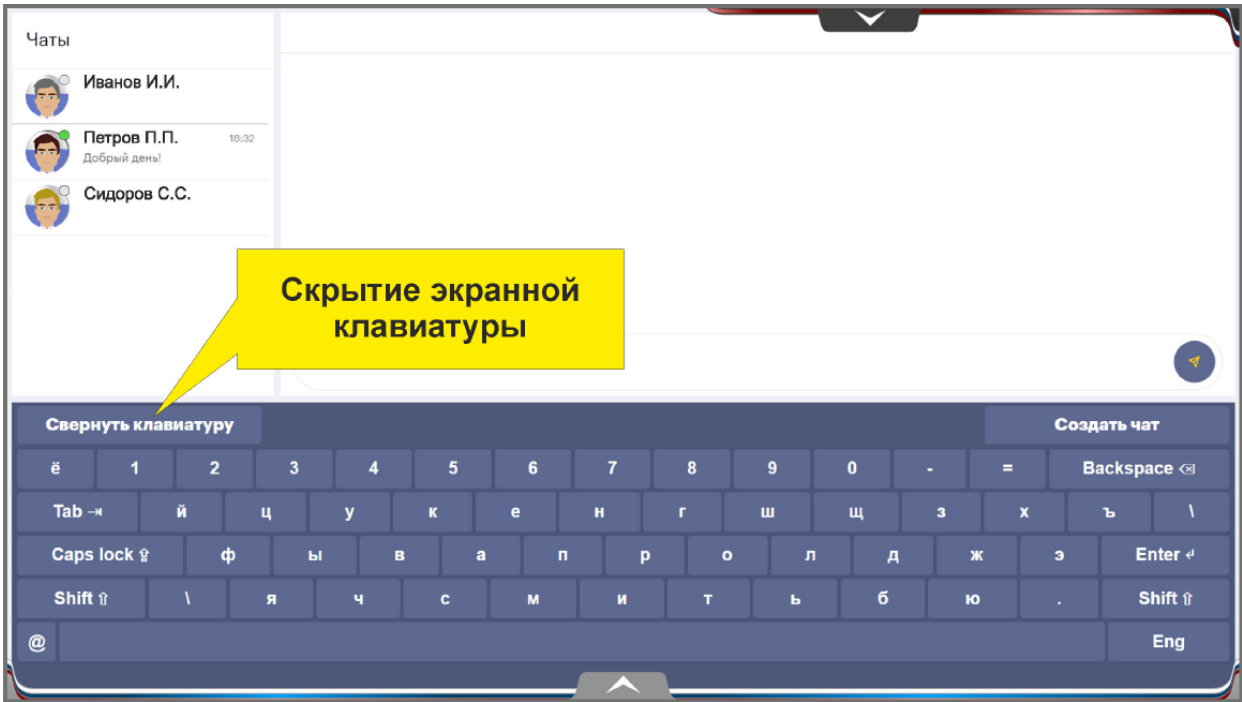 Чаты
Иванов И.И.
Петров П.П. 18:32
Добрый день!
Сидоров С.С.
Скрытие экранной
клавиатуры
Свернуть клавиатуру Создать чат
ё 1 2 3 4 5 6 7 8 9 0 - = Backspace
Tab й ц у к е н г ш щ з х ъ \
Caps lock ф ы в а п р о л д ж э Enter
Shift \ я ч с м и т ь б ю . Shift
@ Eng